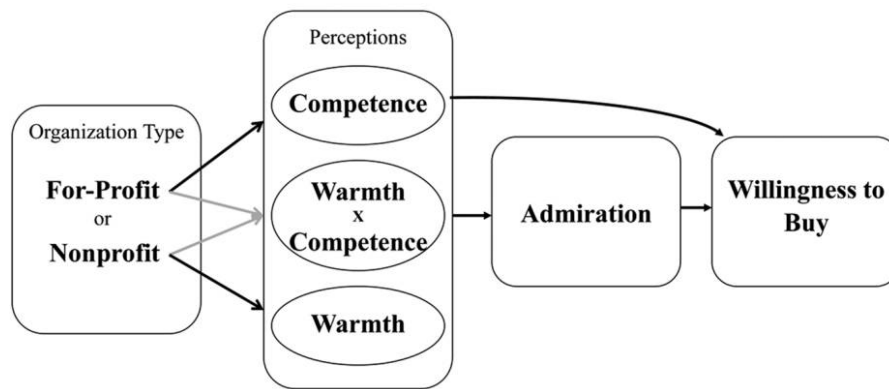 Organization Type
For-Profit
or
Nonprofit
Perceptions
Competence
Warmth
x
Competence
Warmth
Admiration
Willingness to
Buy